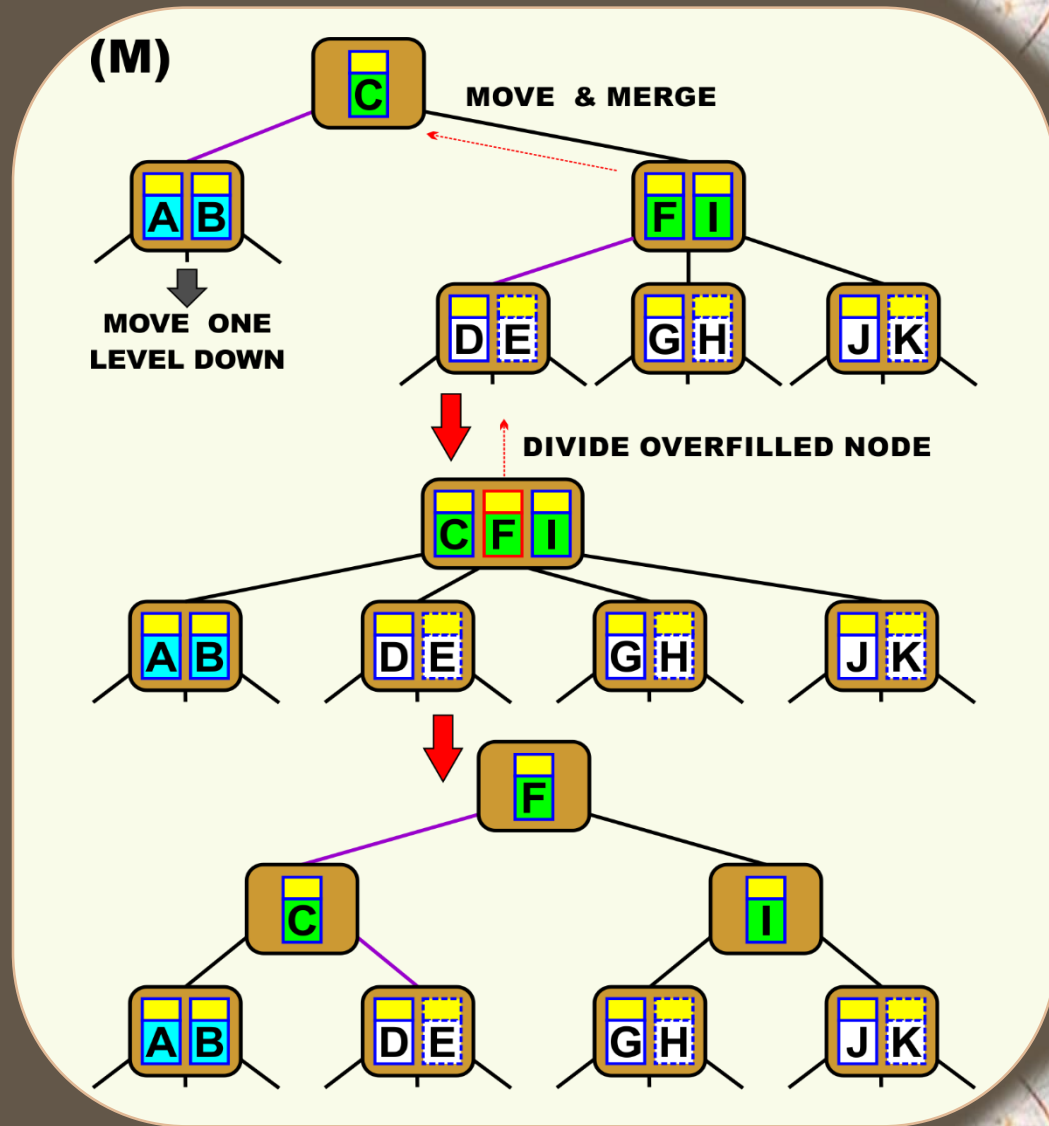 (M)
C
MOVE & MERGE
A B
F I
MOVE ONE
LEVEL DOWN
D E
G H
J K
DIVIDE OVERFILLED NODE
C F I
A B
D E
G H
J K
F
C
I
A B
D E
G H
J K